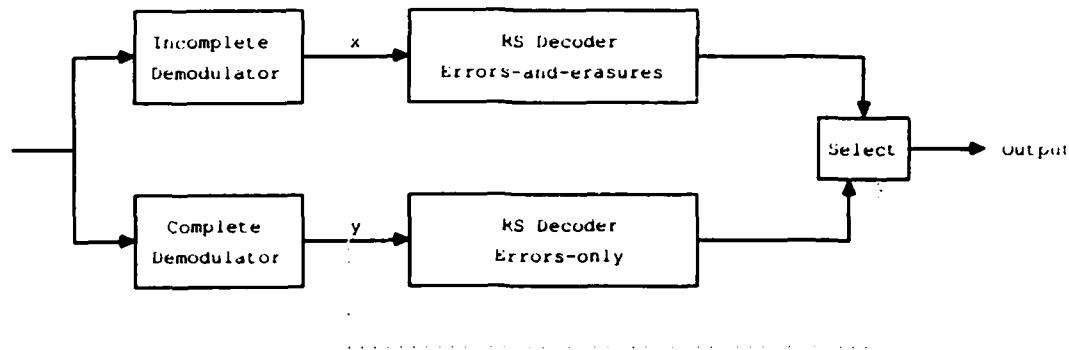 Incomplete
Demodulator
x
RS Decoder
Errors-and-erasures
Select
Output
Complete
Demodulator
y
RS Decoder
Errors-only